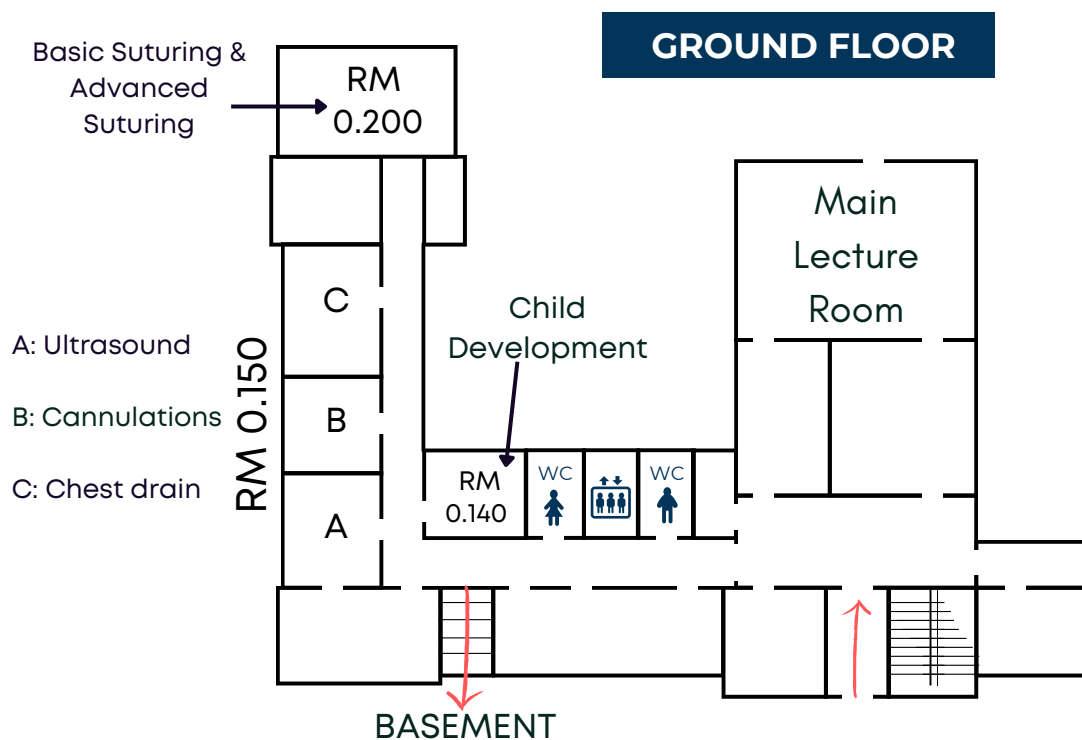 GROUND FLOOR
Basic Suturing &
Advanced
Suturing
RM
0.200
Main
Lecture
Room
C
Child
Development
A: Ultrasound
RM 0.150
B: Cannulations
B
C: Chest drain
RM
0.140
WC
WC
A
BASEMENT